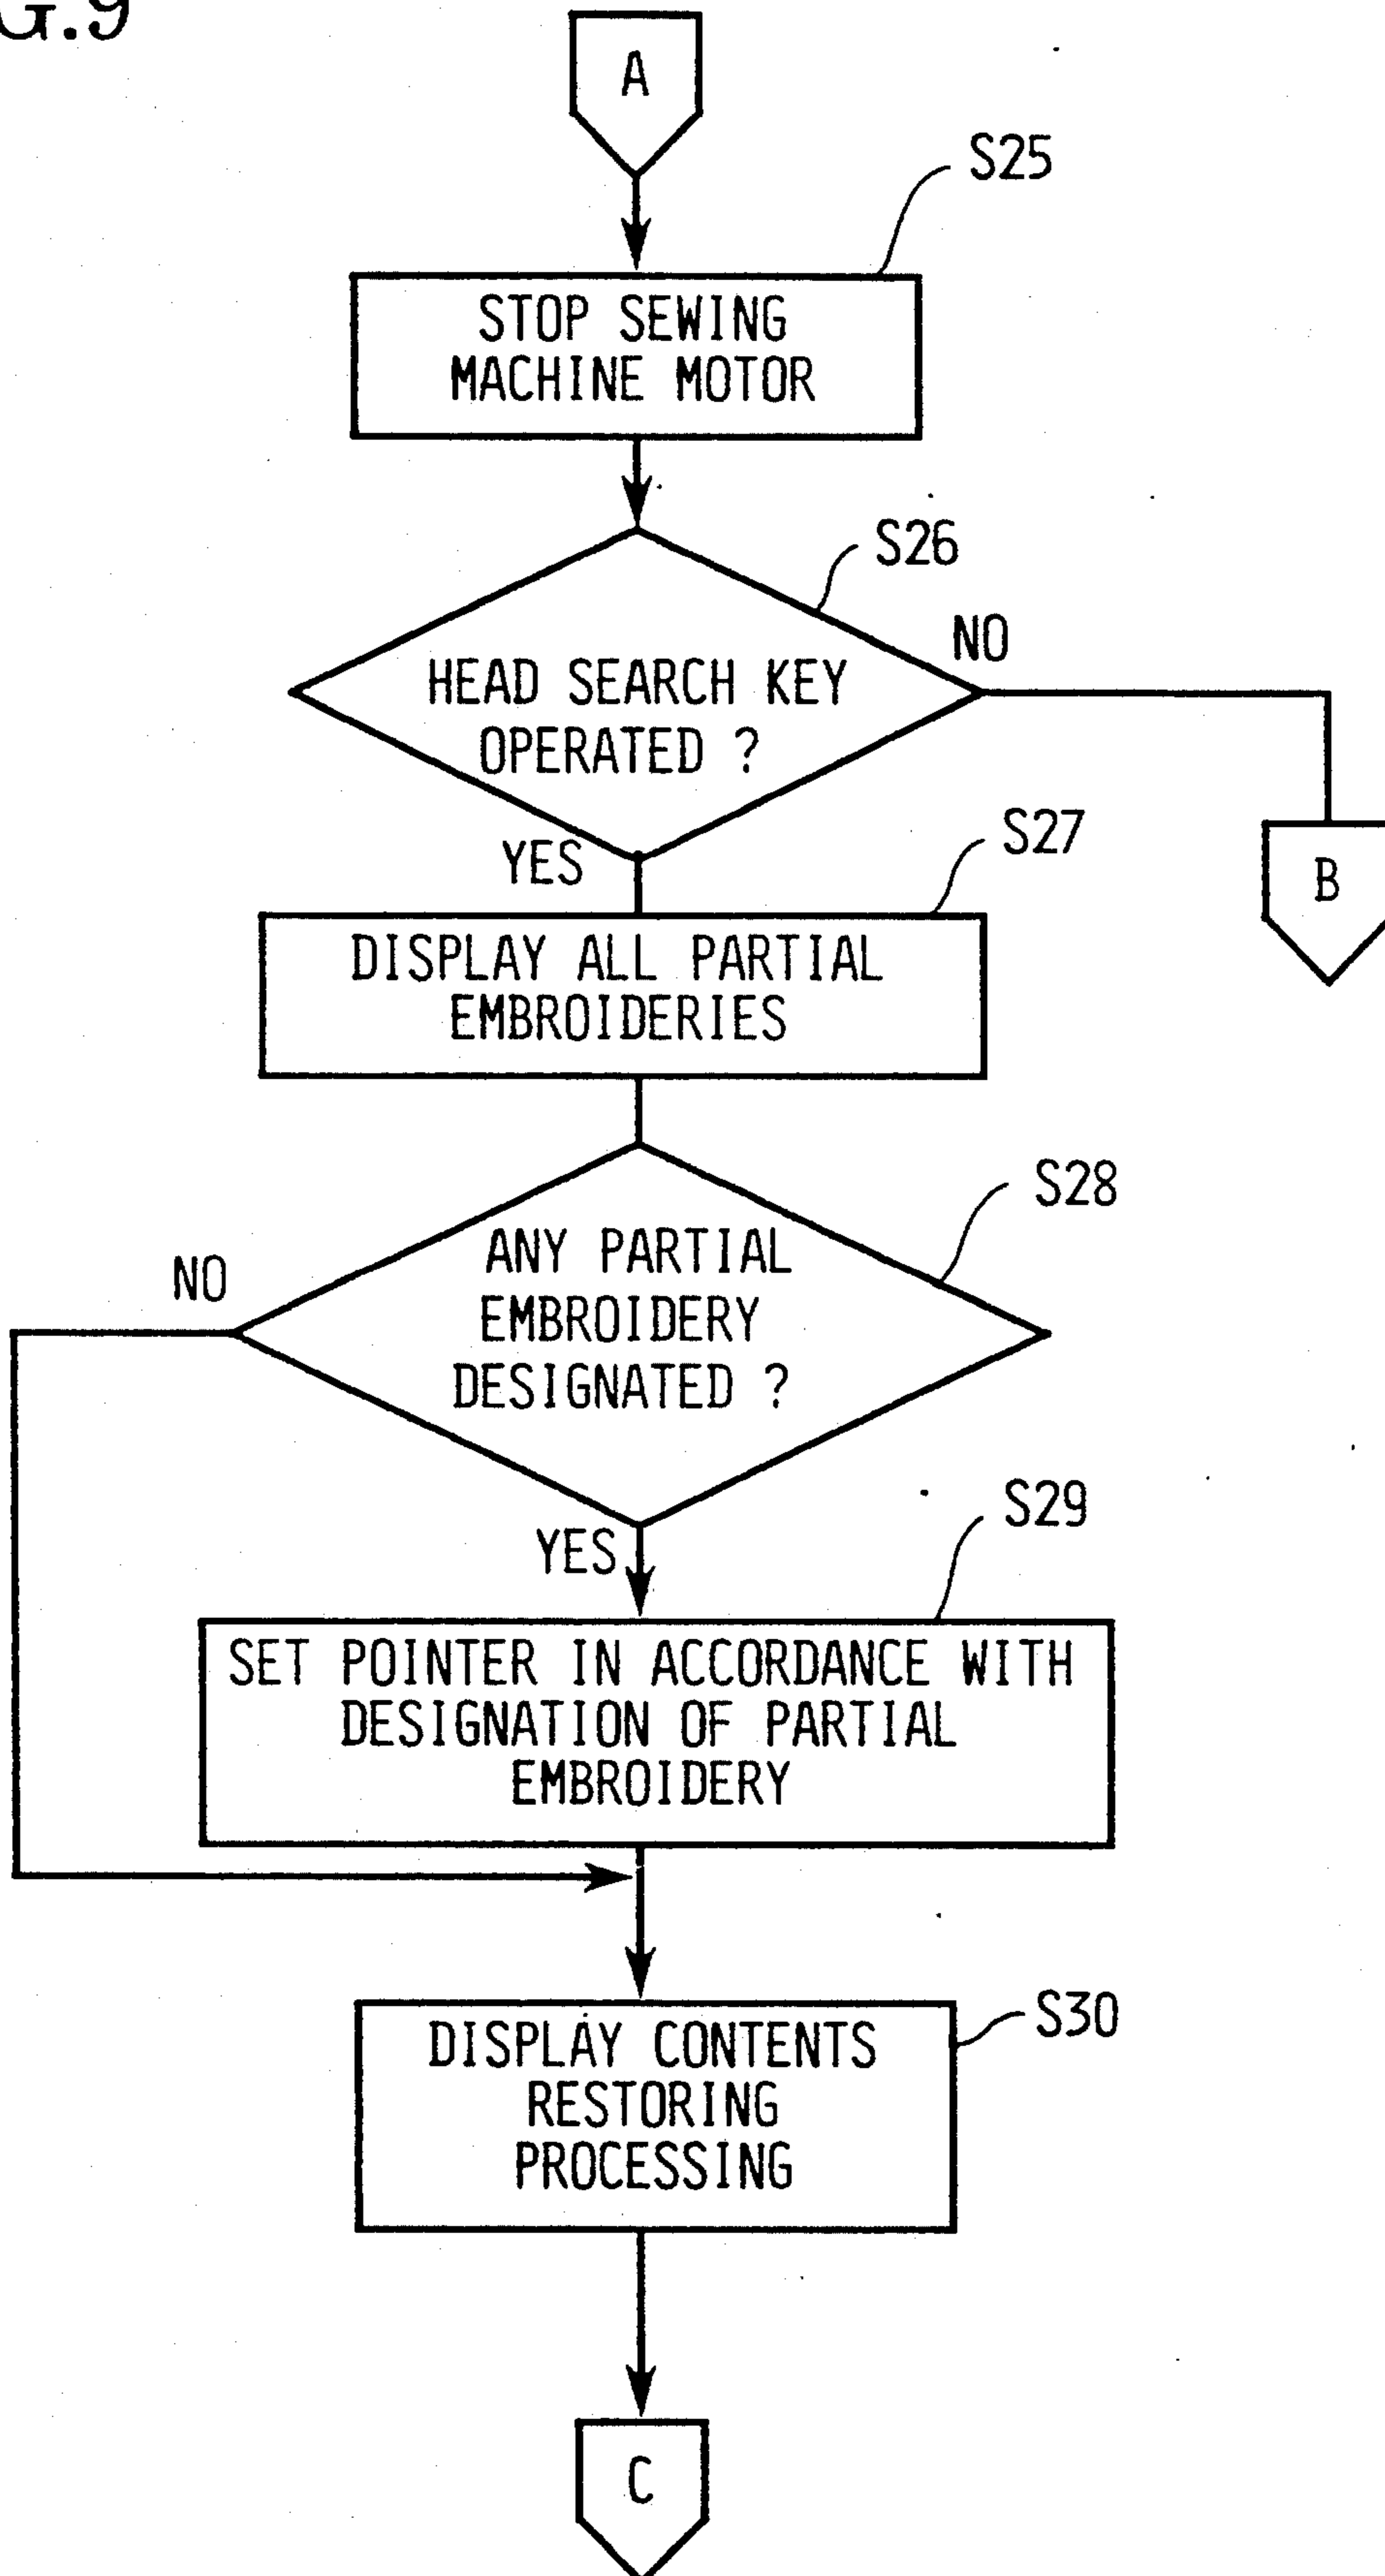 G.9
A
S25
STOP SEWING
MACHINE MOTOR
S26
NO
HEAD SEARCH KEY
OPERATED ?
YES
S27
B
DISPLAY ALL PARTIAL
EMBROIDERIES
S28
NO
ANY PARTIAL
EMBROIDERY
DESIGNATED ?
S29
YES
SET POINTER IN ACCORDANCE WITH
DESIGNATION OF PARTIAL
EMBROIDERY
S30
DISPLAY CONTENTS
RESTORING
PROCESSING
C